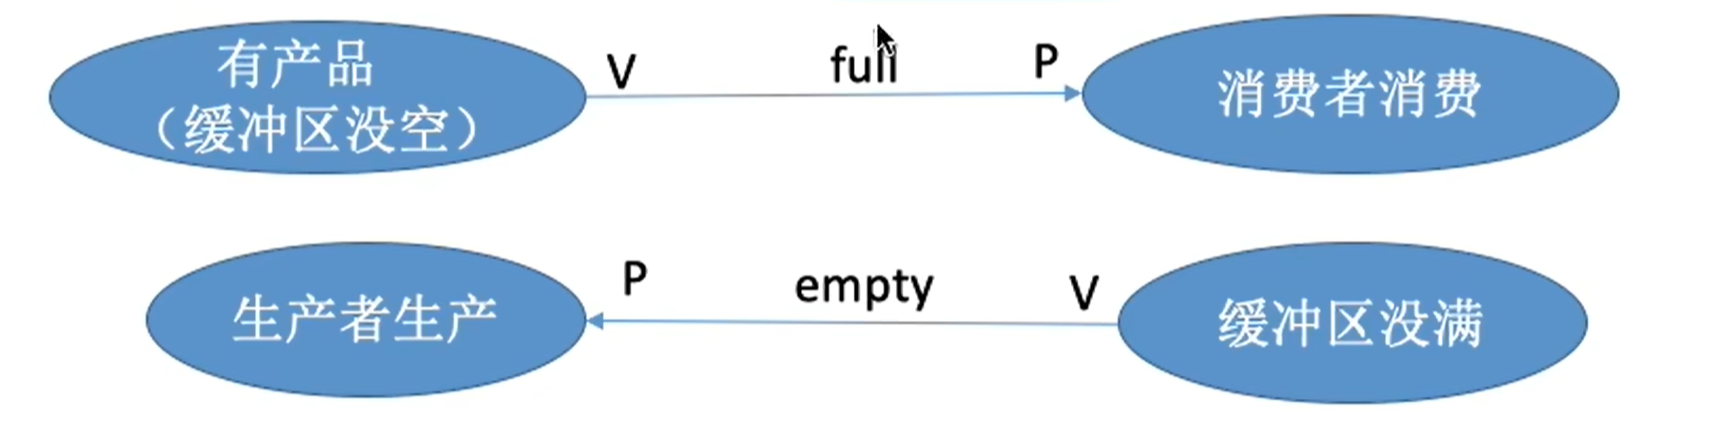 有产品
（缓冲区没空）
V
full
P
消费者消费
生产者生产
P
empty
V
缓冲区没满